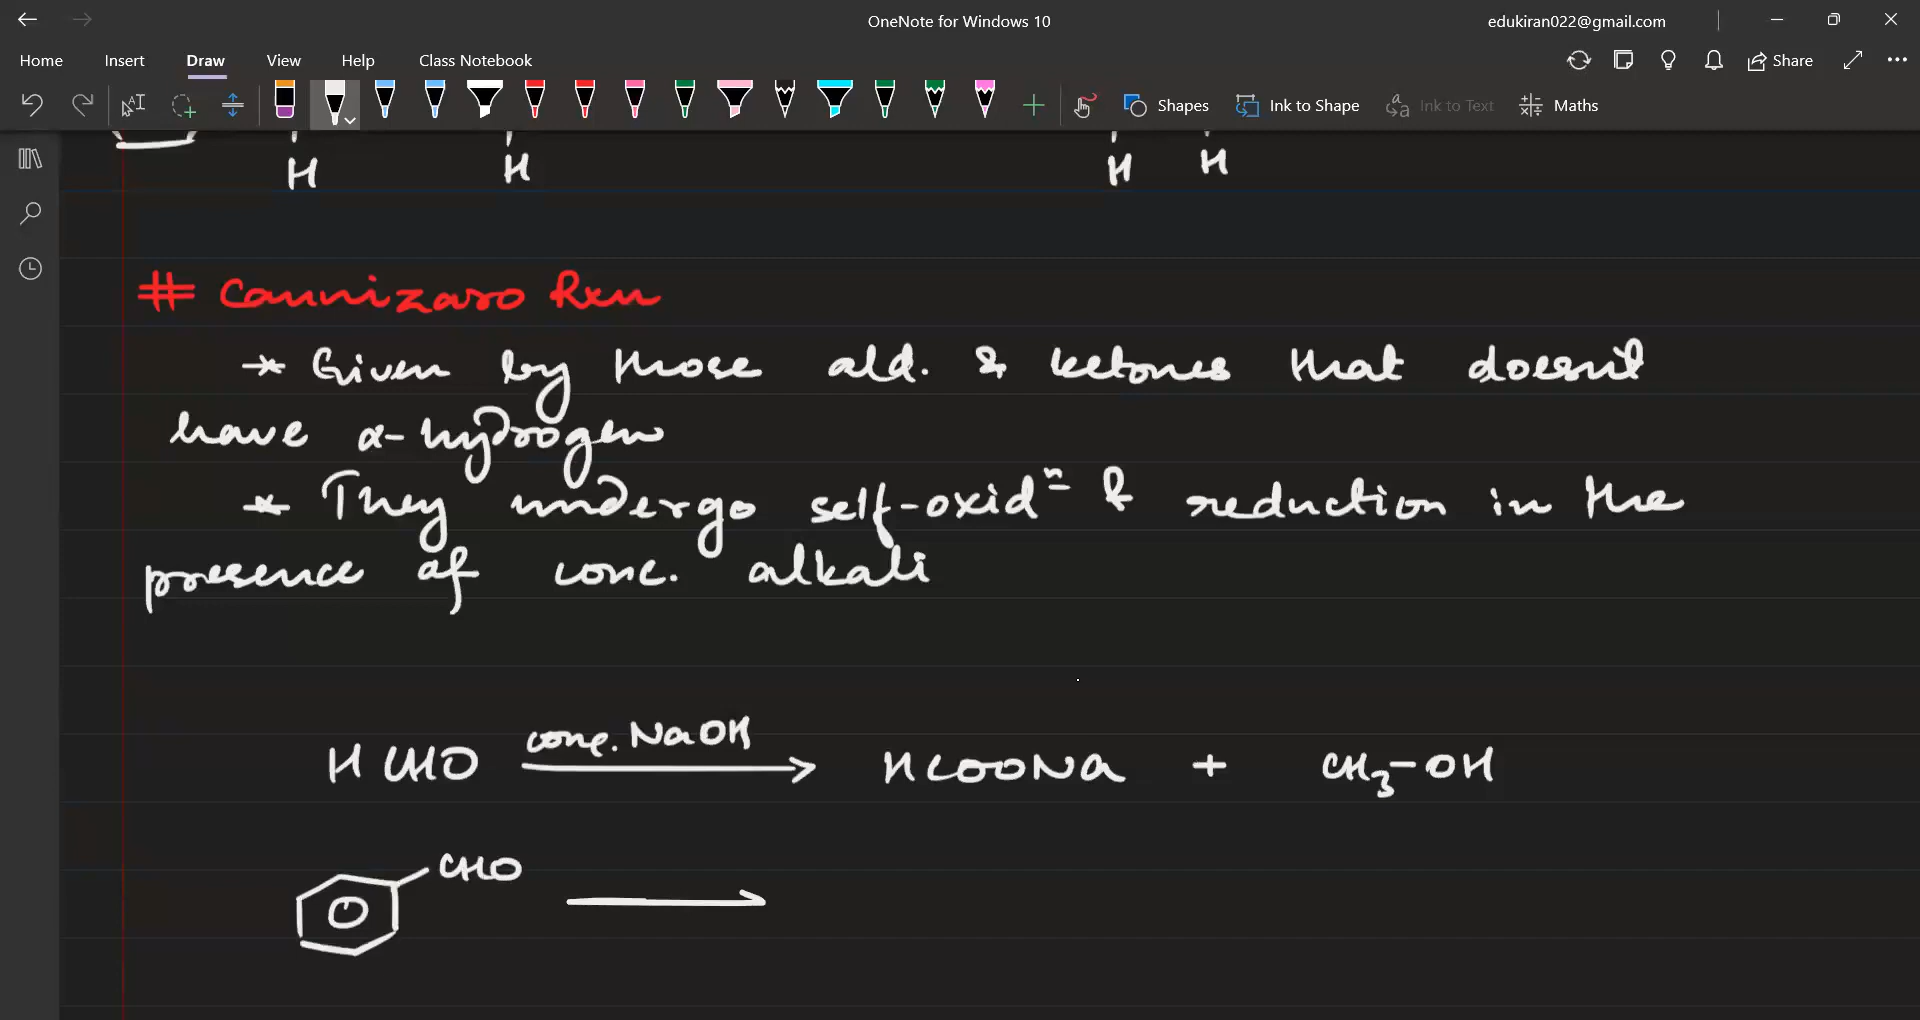 OneNote for Windows 10
edukiran022@gmail.com
Home Insert Draw View Help Class Notebook
Share
Shapes Ink to Shape Ink to Text Maths
H H H H
# Cannizaro Rxn
* Given by those ald. & ketones that doesn't
have α-hydrogen
* They undergo self-oxidⁿ & reduction in the
presence of conc. alkali
HCHO conc. NaOH → HCOONa + CH₃-OH
CHO →